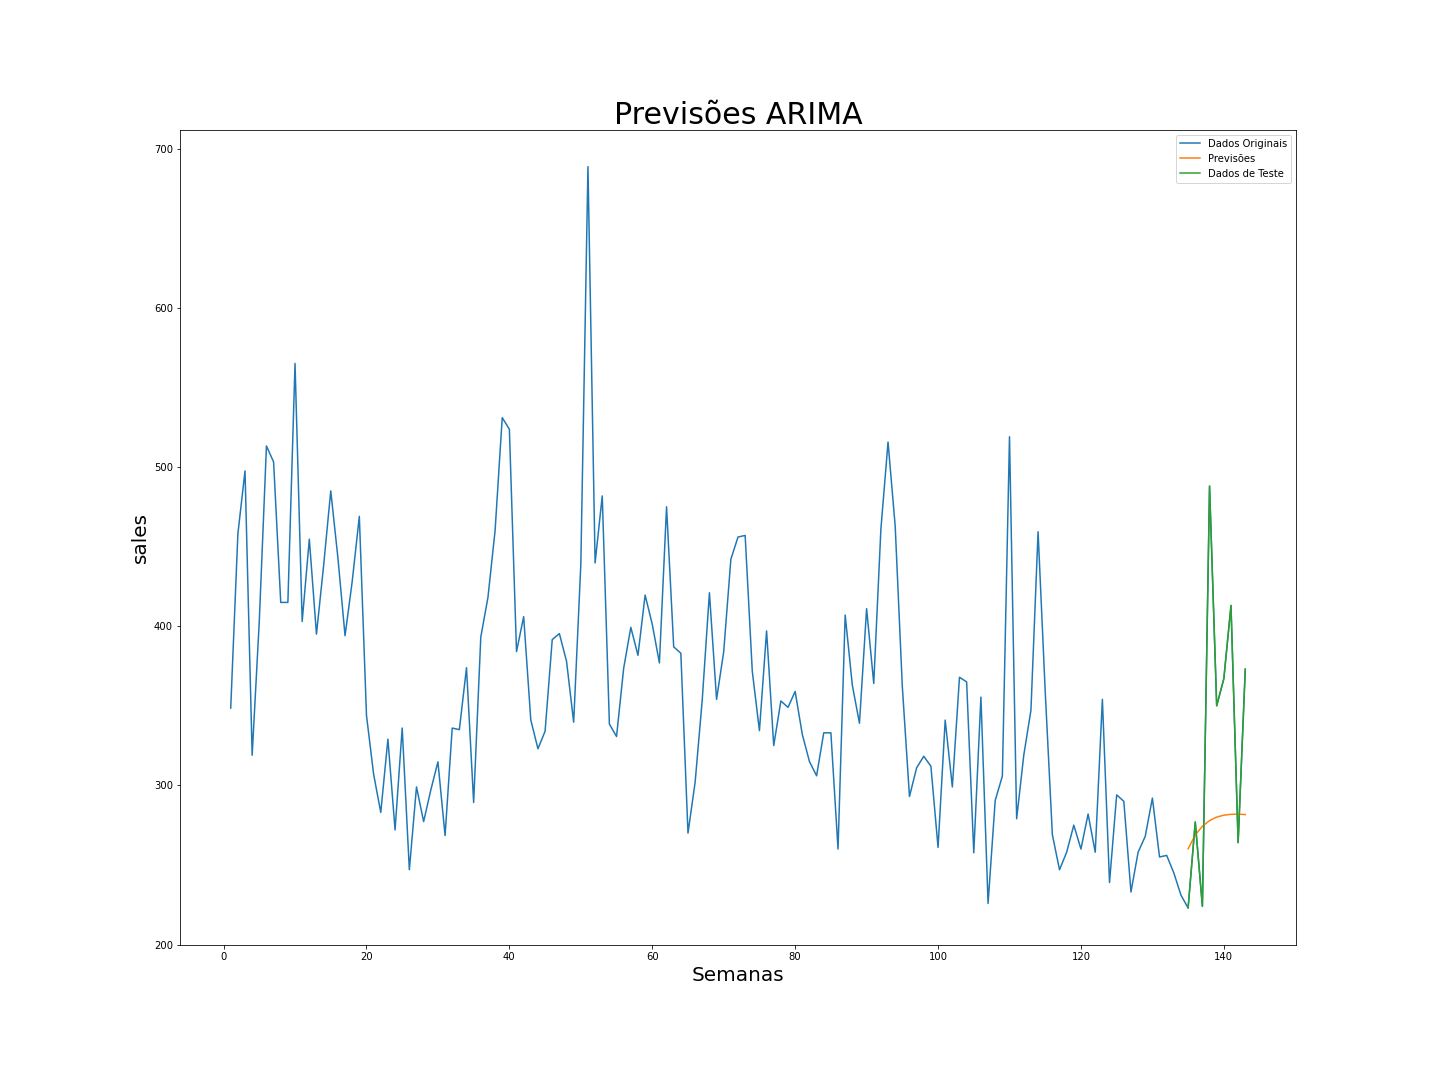 Previsões ARIMA
Dados Originais
Previsões
Dados de Teste
700
600
500
400
300
200
sales
0 20 40 60 80 100 120 140
Semanas